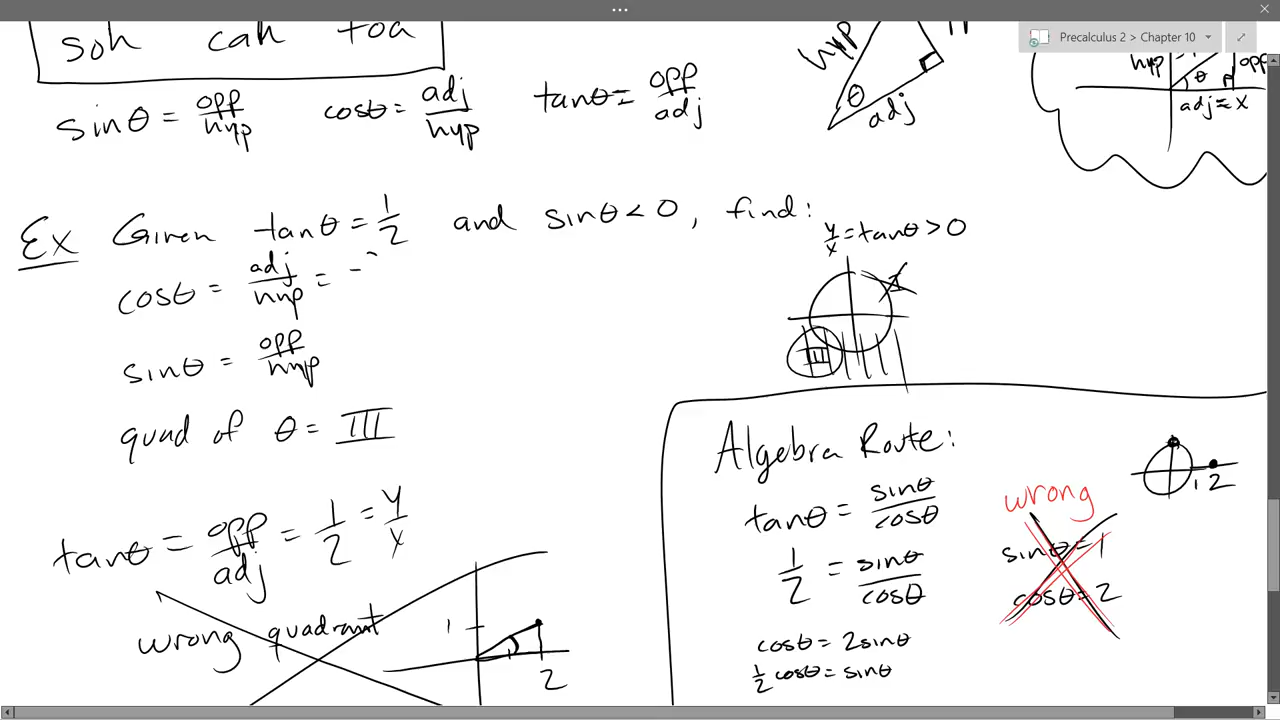 soh cah toa
sinθ = opp/hyp cosθ = adj/hyp tanθ = opp/adj
hyp
θ
adj
hyp
θ
opp
adj = x
Precalculus 2 > Chapter 10
Ex Given tanθ = 1/2 and sinθ < 0, find:
y/x = tanθ > 0
cosθ = adj/hyp = -
I
sinθ = opp/hyp
III
quad of θ = III
tanθ = opp/adj = 1/2 = y/x
wrong quadrant
1
2
Algebra Route:
tanθ = sinθ/cosθ
1/2 = sinθ/cosθ
cosθ = 2sinθ
1/2 cosθ = sinθ
wrong
sinθ = 1
cosθ = 2
1 2